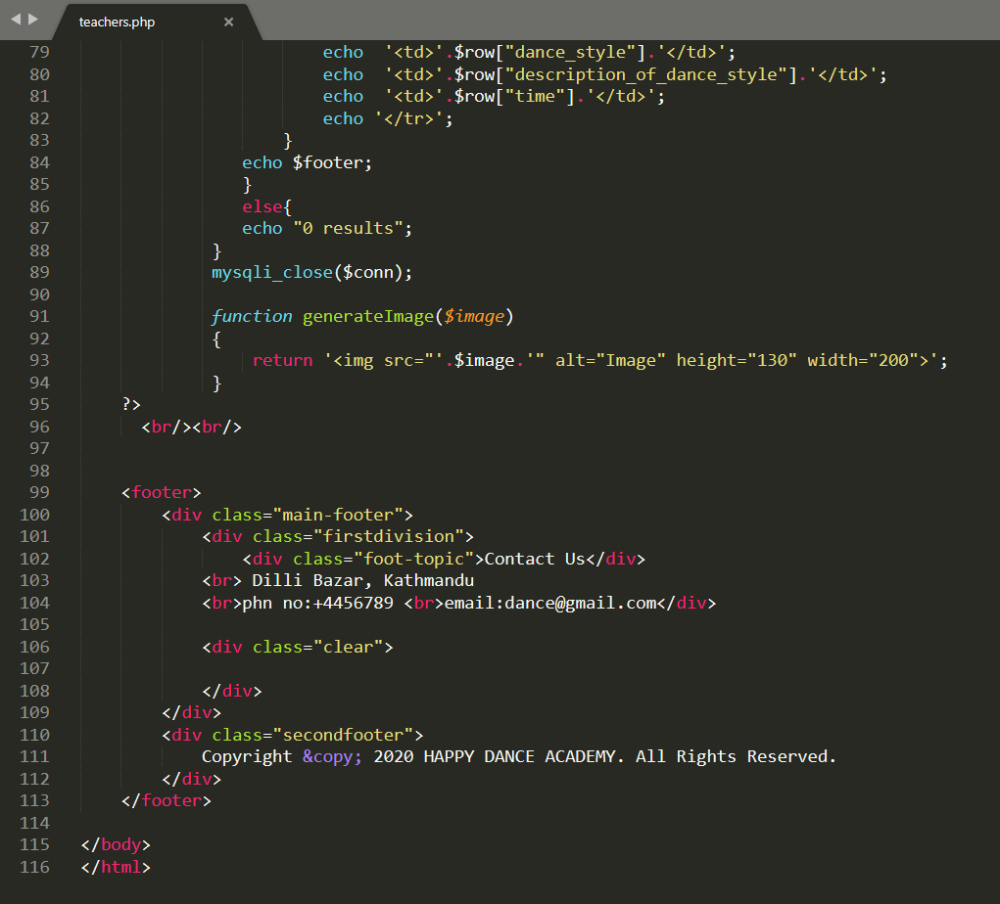 teachers.php ×
79 echo '<td>'.$row["dance_style"].'</td>';
80 echo '<td>'.$row["description_of_dance_style"].'</td>';
81 echo '<td>'.$row["time"].'</td>';
82 echo '</tr>';
83 }
84 echo $footer;
85 }
86 else{
87 echo "0 results";
88 }
89 mysqli_close($conn);
90
91 function generateImage($image)
92 {
93 return '<img src="'.$image.'" alt="Image" height="130" width="200">';
94 }
95 ?>
96 <br/><br/>
97
98
99 <footer>
100 <div class="main-footer">
101 <div class="firstdivision">
102 <div class="foot-topic">Contact Us</div>
103 <br> Dilli Bazar, Kathmandu
104 <br>phn no:+4456789 <br>email:dance@gmail.com</div>
105
106 <div class="clear">
107
108 </div>
109 </div>
110 <div class="secondfooter">
111 Copyright &copy; 2020 HAPPY DANCE ACADEMY. All Rights Reserved.
112 </div>
113 </footer>
114
115 </body>
116 </html>